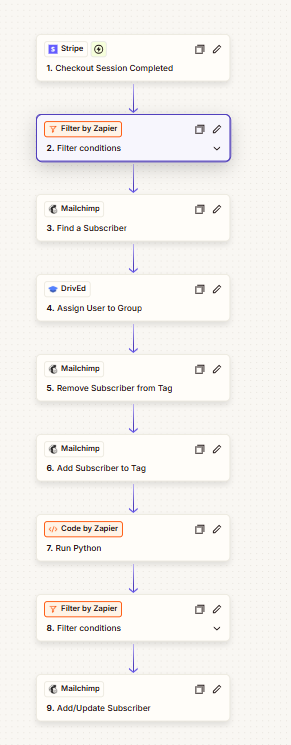 Stripe
1. Checkout Session Completed
Filter by Zapier
2. Filter conditions
Mailchimp
3. Find a Subscriber
DrivEd
4. Assign User to Group
Mailchimp
5. Remove Subscriber from Tag
Mailchimp
6. Add Subscriber to Tag
Code by Zapier
7. Run Python
Filter by Zapier
8. Filter conditions
Mailchimp
9. Add/Update Subscriber